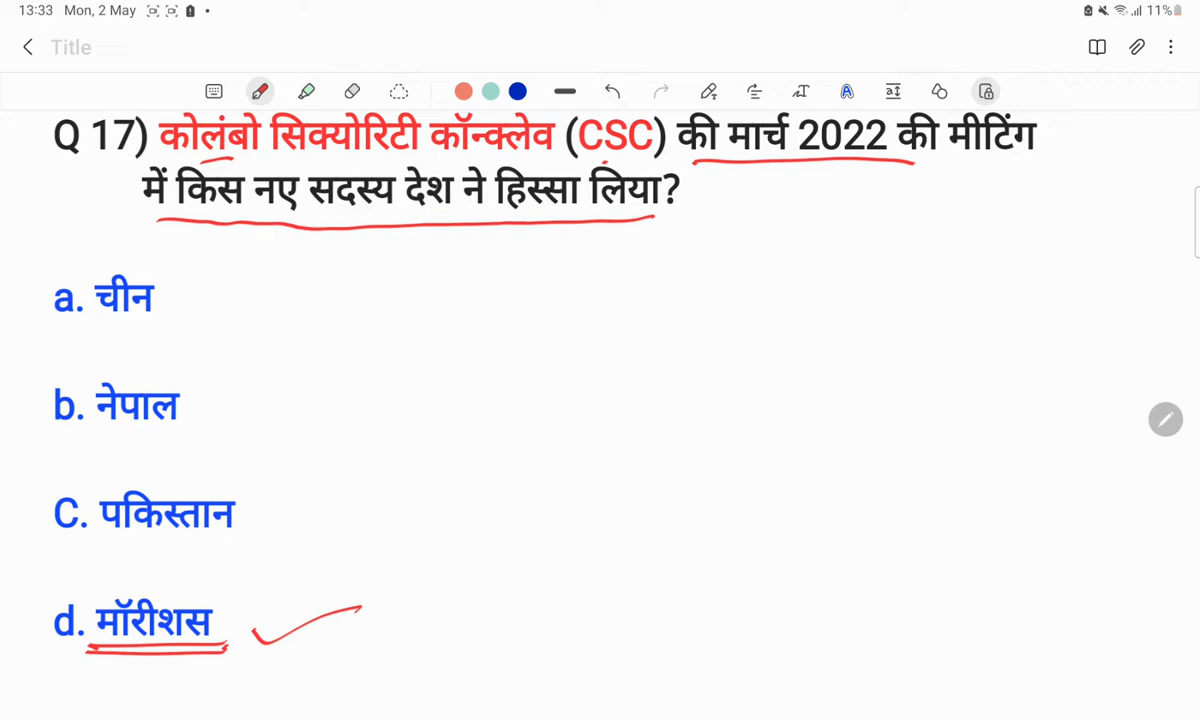 13:33 Mon, 2 May 11%
Title
Q 17) कोलंबो सिक्योरिटी कॉन्क्लेव (CSC) की मार्च 2022 की मीटिंग
में किस नए सदस्य देश ने हिस्सा लिया?
a. चीन
b. नेपाल
C. पकिस्तान
d. मॉरीशस